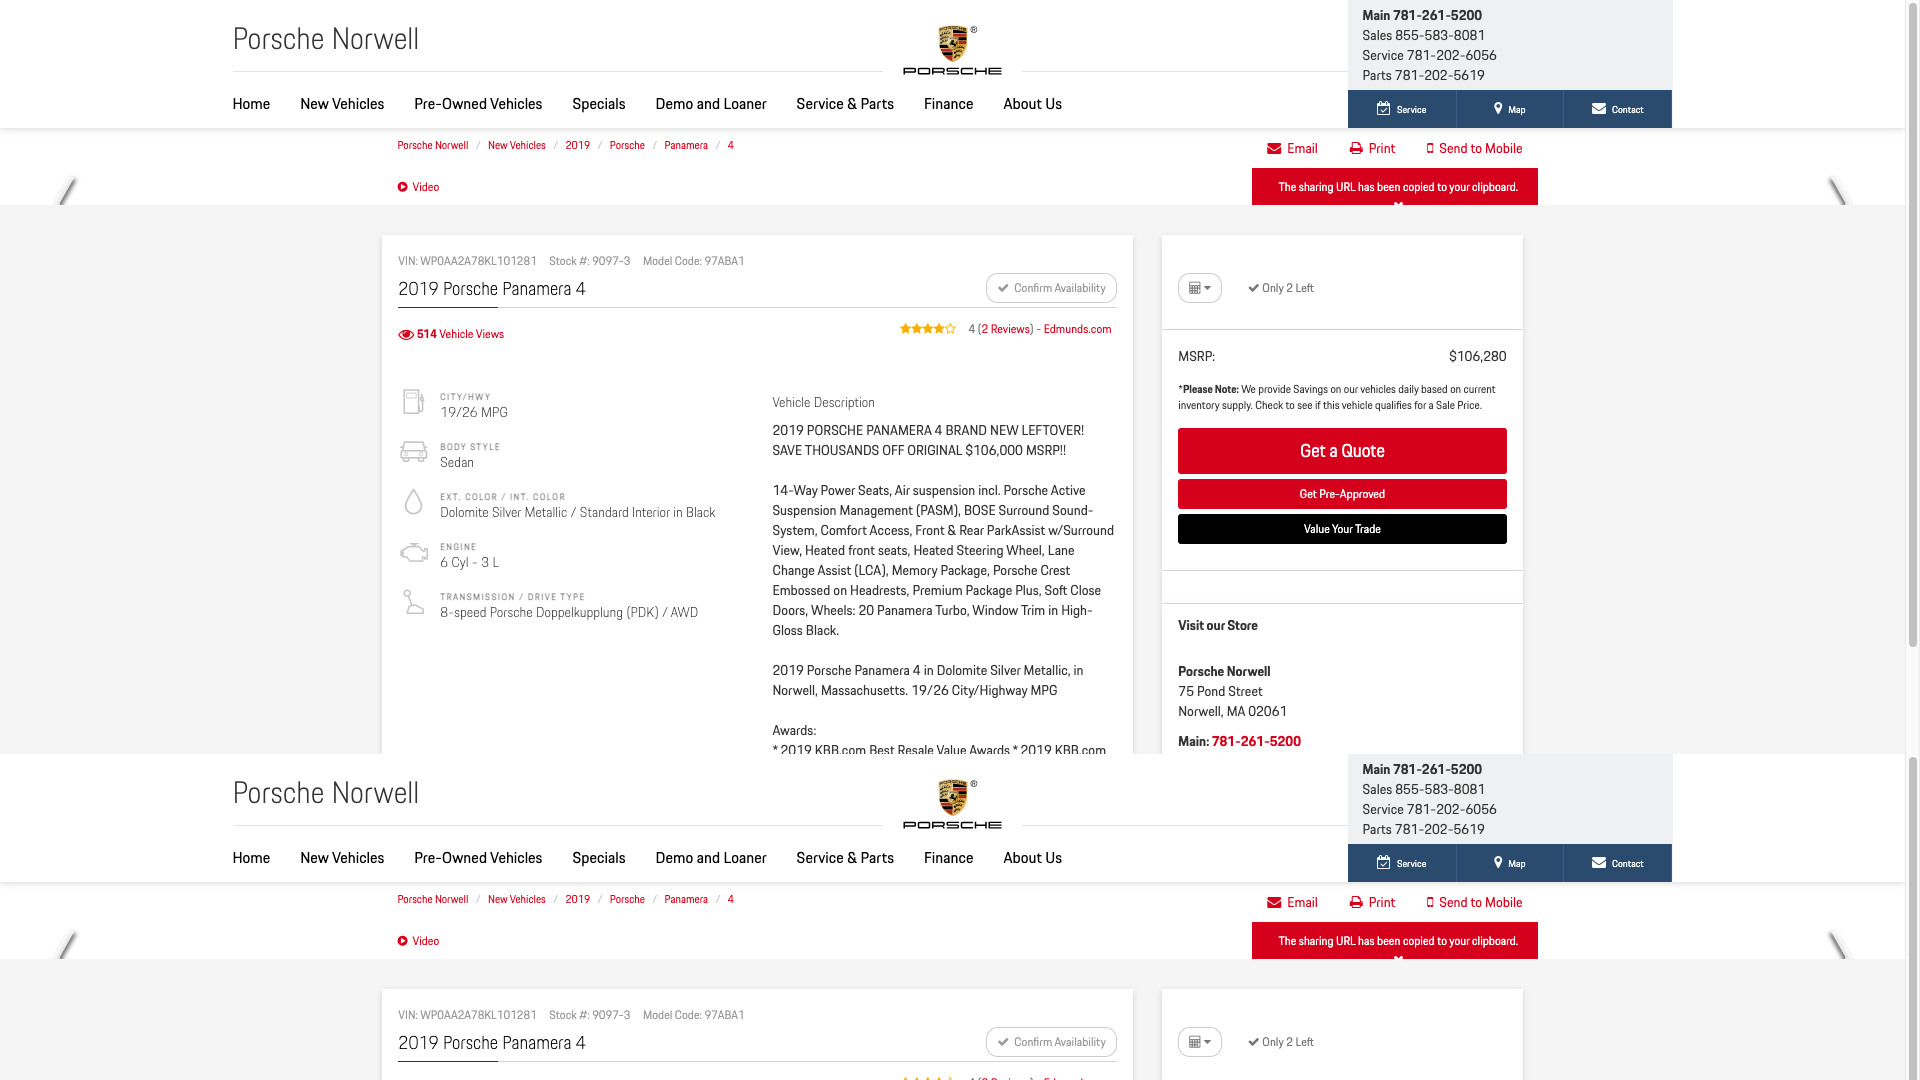 Porsche Norwell
PORSCHE
Main 781-261-5200
Sales 855-583-8081
Service 781-202-6056
Parts 781-202-5619
Home New Vehicles Pre-Owned Vehicles Specials Demo and Loaner Service & Parts Finance About Us
Service Map Contact
Porsche Norwell / New Vehicles / 2019 / Porsche / Panamera / 4
Email Print Send to Mobile
Video
The sharing URL has been copied to your clipboard.
VIN: WP0AA2A78KL101281 Stock #: 9097-3 Model Code: 97ABA1
2019 Porsche Panamera 4
Confirm Availability
514 Vehicle Views
4 (2 Reviews) - Edmunds.com
CITY/HWY
19/26 MPG
BODY STYLE
Sedan
EXT. COLOR / INT. COLOR
Dolomite Silver Metallic / Standard Interior in Black
ENGINE
6 Cyl - 3 L
TRANSMISSION / DRIVE TYPE
8-speed Porsche Doppelkupplung (PDK) / AWD
Vehicle Description
2019 PORSCHE PANAMERA 4 BRAND NEW LEFTOVER!
SAVE THOUSANDS OFF ORIGINAL $106,000 MSRP!!
14-Way Power Seats, Air suspension incl. Porsche Active
Suspension Management (PASM), BOSE Surround Sound-
System, Comfort Access, Front & Rear ParkAssist w/Surround
View, Heated front seats, Heated Steering Wheel, Lane
Change Assist (LCA), Memory Package, Porsche Crest
Embossed on Headrests, Premium Package Plus, Soft Close
Doors, Wheels: 20 Panamera Turbo, Window Trim in High-
Gloss Black.
2019 Porsche Panamera 4 in Dolomite Silver Metallic, in
Norwell, Massachusetts. 19/26 City/Highway MPG
Awards:
* 2019 KBB.com Best Resale Value Awards * 2019 KBB.com
Only 2 Left
MSRP: $106,280
*Please Note: We provide Savings on our vehicles daily based on current
inventory supply. Check to see if this vehicle qualifies for a Sale Price.
Get a Quote
Get Pre-Approved
Value Your Trade
Visit our Store
Porsche Norwell
75 Pond Street
Norwell, MA 02061
Main: 781-261-5200
Porsche Norwell
PORSCHE
Main 781-261-5200
Sales 855-583-8081
Service 781-202-6056
Parts 781-202-5619
Home New Vehicles Pre-Owned Vehicles Specials Demo and Loaner Service & Parts Finance About Us
Service Map Contact
Porsche Norwell / New Vehicles / 2019 / Porsche / Panamera / 4
Email Print Send to Mobile
Video
The sharing URL has been copied to your clipboard.
VIN: WP0AA2A78KL101281 Stock #: 9097-3 Model Code: 97ABA1
2019 Porsche Panamera 4
Confirm Availability
Only 2 Left